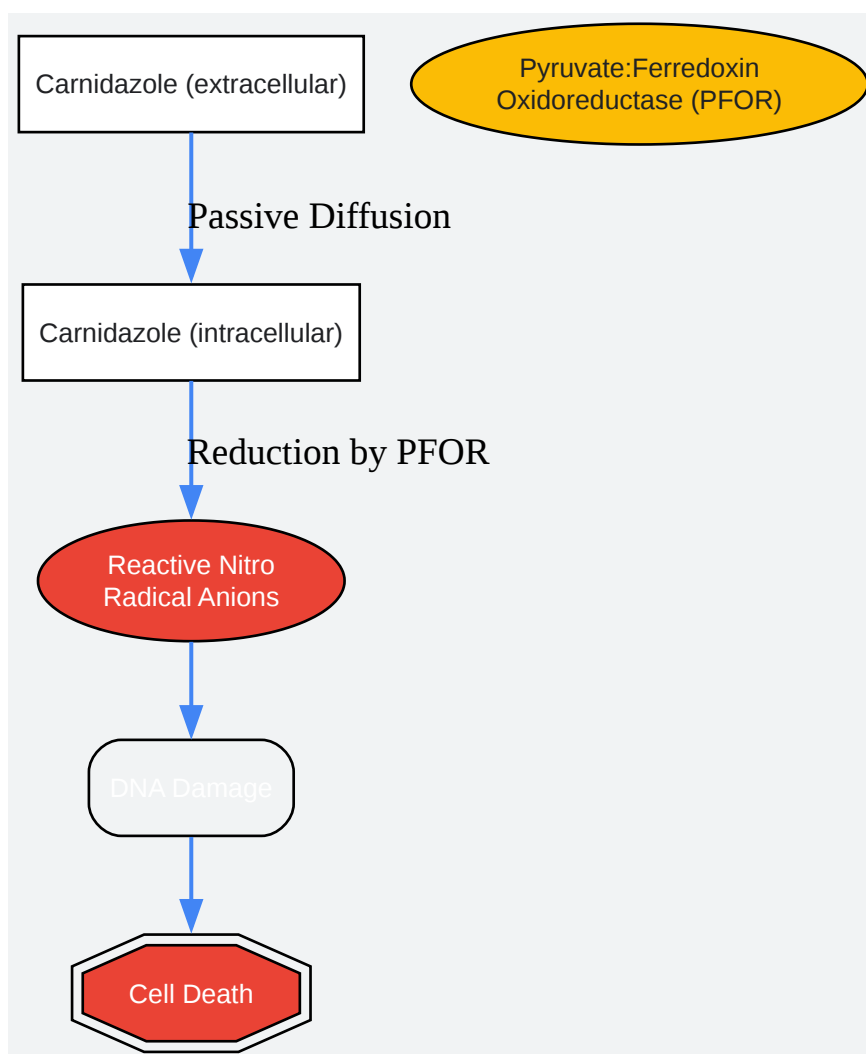 Carnidazole (extracellular)
Pyruvate:Ferredoxin
Oxidoreductase (PFOR)
Passive Diffusion
Carnidazole (intracellular)
Reduction by PFOR
Reactive Nitro
Radical Anions
DNA Damage
Cell Death